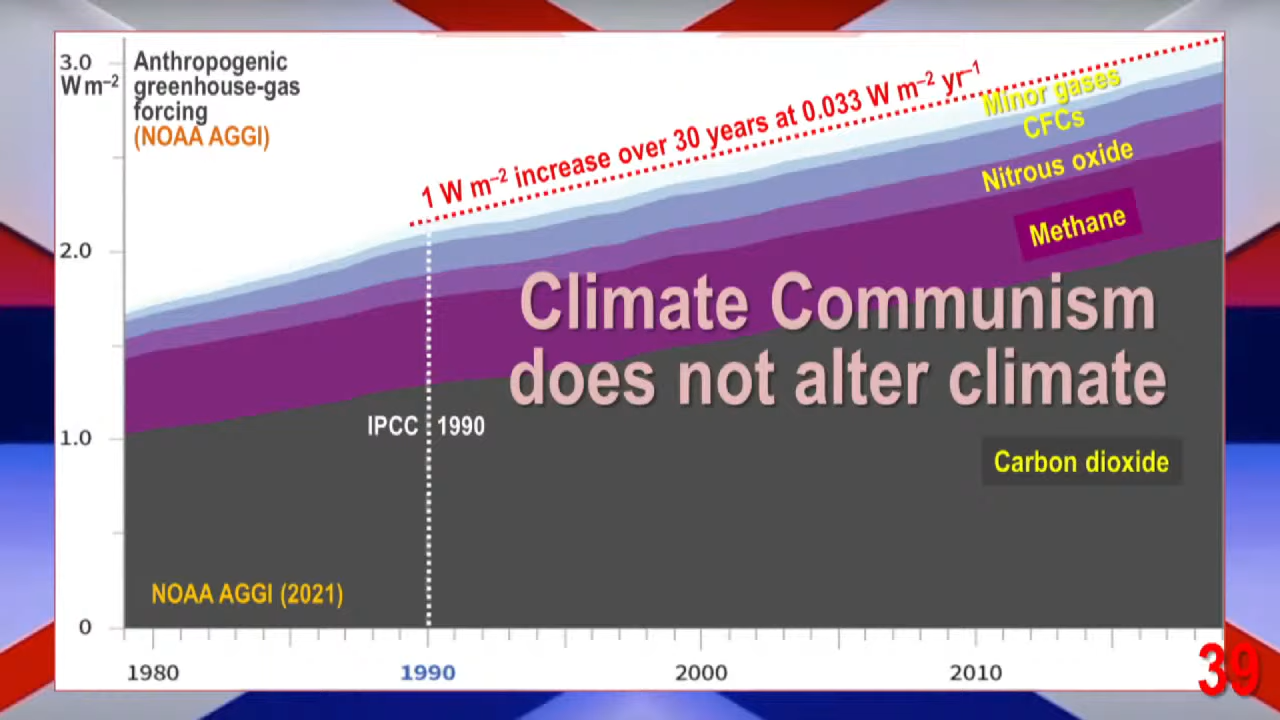 3.0
W m–2
Anthropogenic
greenhouse-gas
forcing
(NOAA AGGI)
1 W m–2 increase over 30 years at 0.033 W m–2 yr–1
Minor gases
CFCs
Nitrous oxide
Methane
2.0
Climate Communism
does not alter climate
IPCC 1990
1.0
Carbon dioxide
NOAA AGGI (2021)
0
1980 1990 2000 2010
39